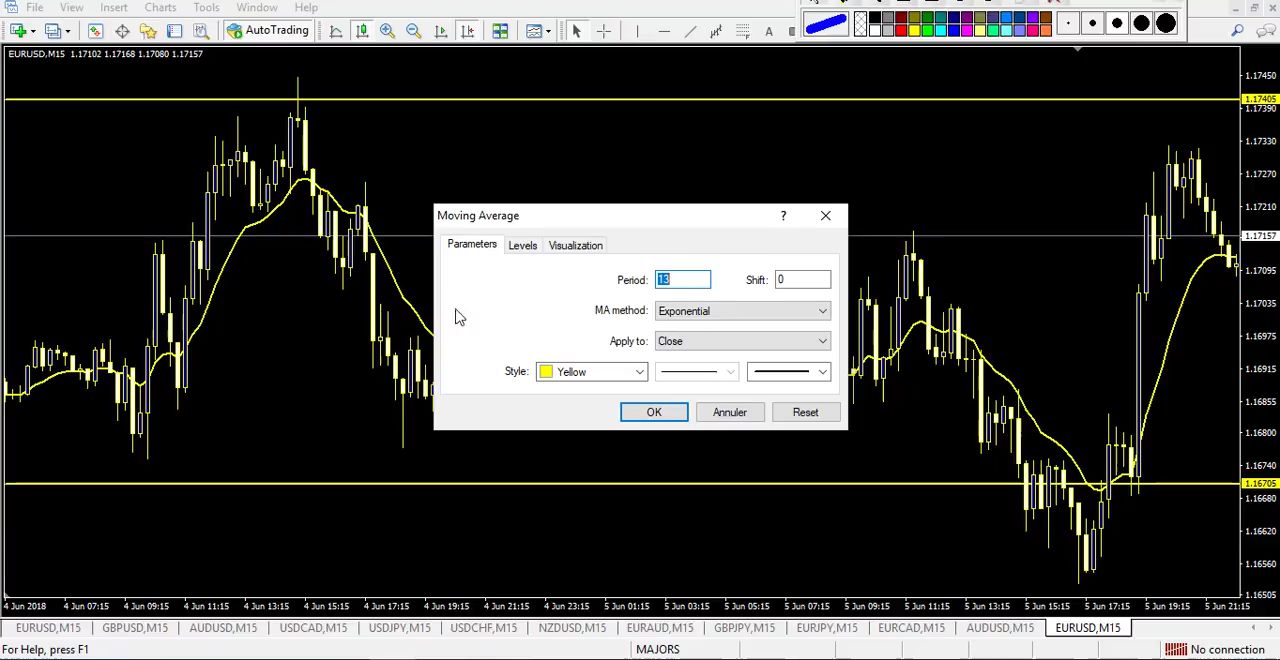 File View Insert Charts Tools Window Help
AutoTrading A
EURUSD,M15 1.17102 1.17168 1.17080 1.17157
1.17450
1.17405
1.17390
1.17330
1.17270
1.17210
1.17157
1.17095
1.17035
1.16975
1.16915
1.16855
1.16800
1.16740
1.16705
1.16680
1.16620
1.16560
1.16505
Moving Average ?
Parameters Levels Visualization
Period: 13 Shift: 0
MA method: Exponential
Apply to: Close
Style: Yellow
OK Annuler Reset
4 Jun 2018 4 Jun 07:15 4 Jun 09:15 4 Jun 11:15 4 Jun 13:15 4 Jun 15:15 4 Jun 17:15 4 Jun 19:15 4 Jun 21:15 4 Jun 23:15 5 Jun 01:15 5 Jun 03:15 5 Jun 05:15 5 Jun 07:15 5 Jun 09:15 5 Jun 11:15 5 Jun 13:15 5 Jun 15:15 5 Jun 17:15 5 Jun 19:15 5 Jun 21:15
EURUSD,M15 GBPUSD,M15 AUDUSD,M15 USDCAD,M15 USDJPY,M15 USDCHF,M15 NZDUSD,M15 EURAUD,M15 GBPJPY,M15 EURJPY,M15 EURCAD,M15 AUDUSD,M15 EURUSD,M15
For Help, press F1 MAJORS No connection